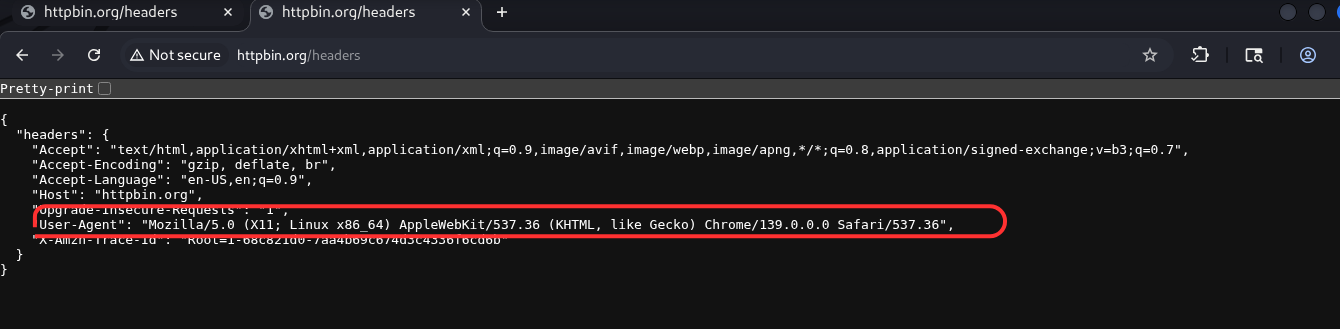 httpbin.org/headers
httpbin.org/headers
Not secure httpbin.org/headers
Pretty-print
{
  "headers": {
    "Accept": "text/html,application/xhtml+xml,application/xml;q=0.9,image/avif,image/webp,image/apng,*/*;q=0.8,application/signed-exchange;v=b3;q=0.7",
    "Accept-Encoding": "gzip, deflate, br",
    "Accept-Language": "en-US,en;q=0.9",
    "Host": "httpbin.org",
    "Upgrade-Insecure-Requests": "1",
    "User-Agent": "Mozilla/5.0 (X11; Linux x86_64) AppleWebKit/537.36 (KHTML, like Gecko) Chrome/139.0.0.0 Safari/537.36",
    "X-Amzn-Trace-Id": "Root=1-68c821d0-7aa4b69c674d3c4336f6cd6b"
  }
}